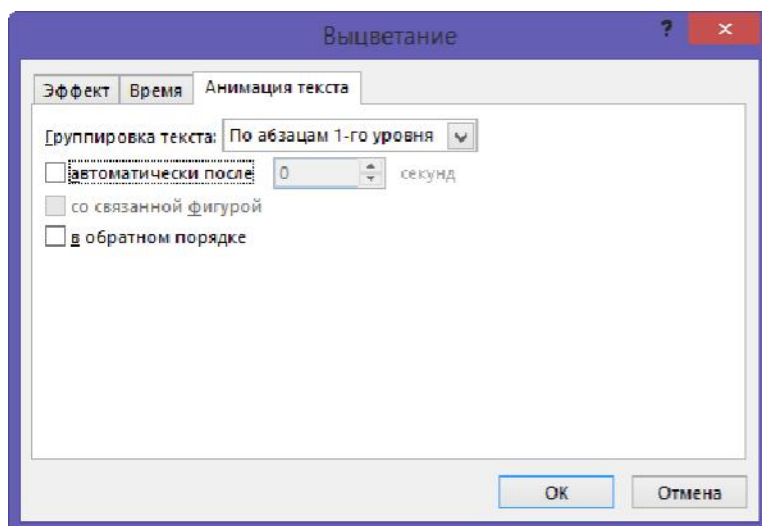 Выцветание ?
Эффект Время Анимация текста
Группировка текста: По абзацам 1-го уровня
автоматически после 0 секунд
со связанной фигурой
в обратном порядке
ОК Отмена